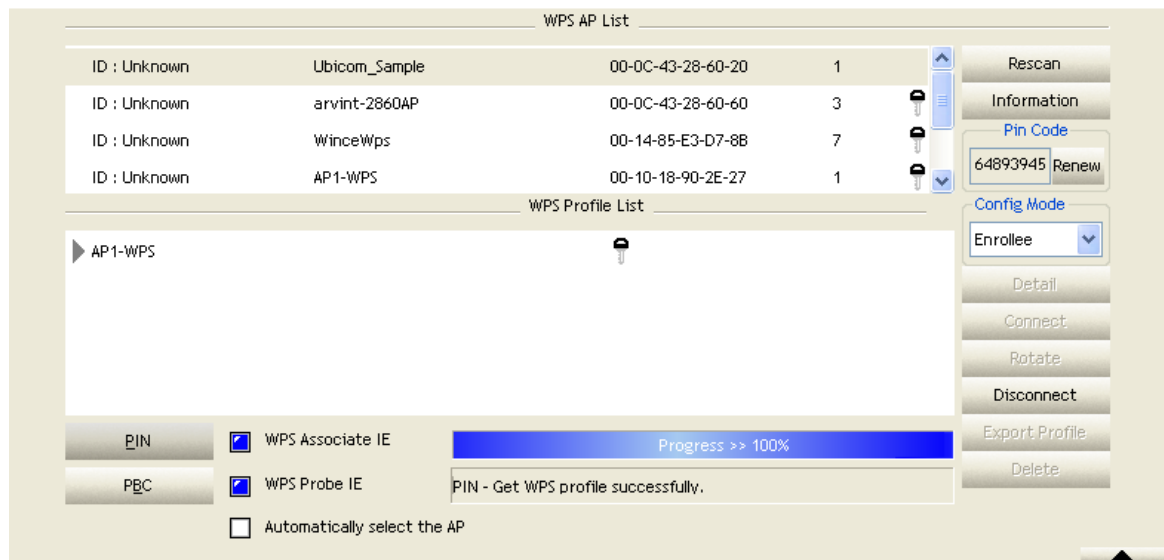 WPS AP List
ID : Unknown Ubicom_Sample 00-0C-43-28-60-20 1
ID : Unknown arvint-2860AP 00-0C-43-28-60-60 3
ID : Unknown WinceWps 00-14-85-E3-D7-8B 7
ID : Unknown AP1-WPS 00-10-18-90-2E-27 1
Rescan
Information
Pin Code
64893945 Renew
Config Mode
Enrollee
Detail
Connect
Rotate
Disconnect
Export Profile
Delete
WPS Profile List
AP1-WPS
PIN
WPS Associate IE
Progress >> 100%
PBC
WPS Probe IE
PIN - Get WPS profile successfully.
Automatically select the AP